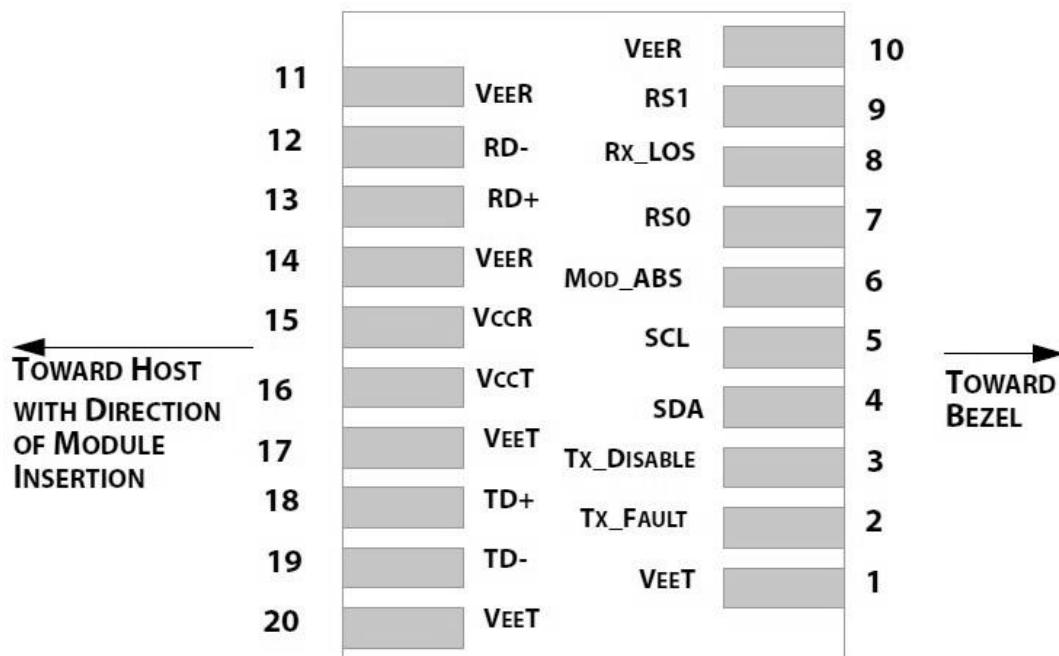 11
VEER
12
RD-
13
RD+
14
VEER
15
VCCR
16
VCCT
17
VEET
18
TD+
19
TD-
20
VEET
VEER
10
RS1
9
RX_LOS
8
RS0
7
MOD_ABS
6
SCL
5
SDA
4
TX_DISABLE
3
TX_FAULT
2
VEET
1
TOWARD HOST
WITH DIRECTION
OF MODULE
INSERTION
TOWARD
BEZEL